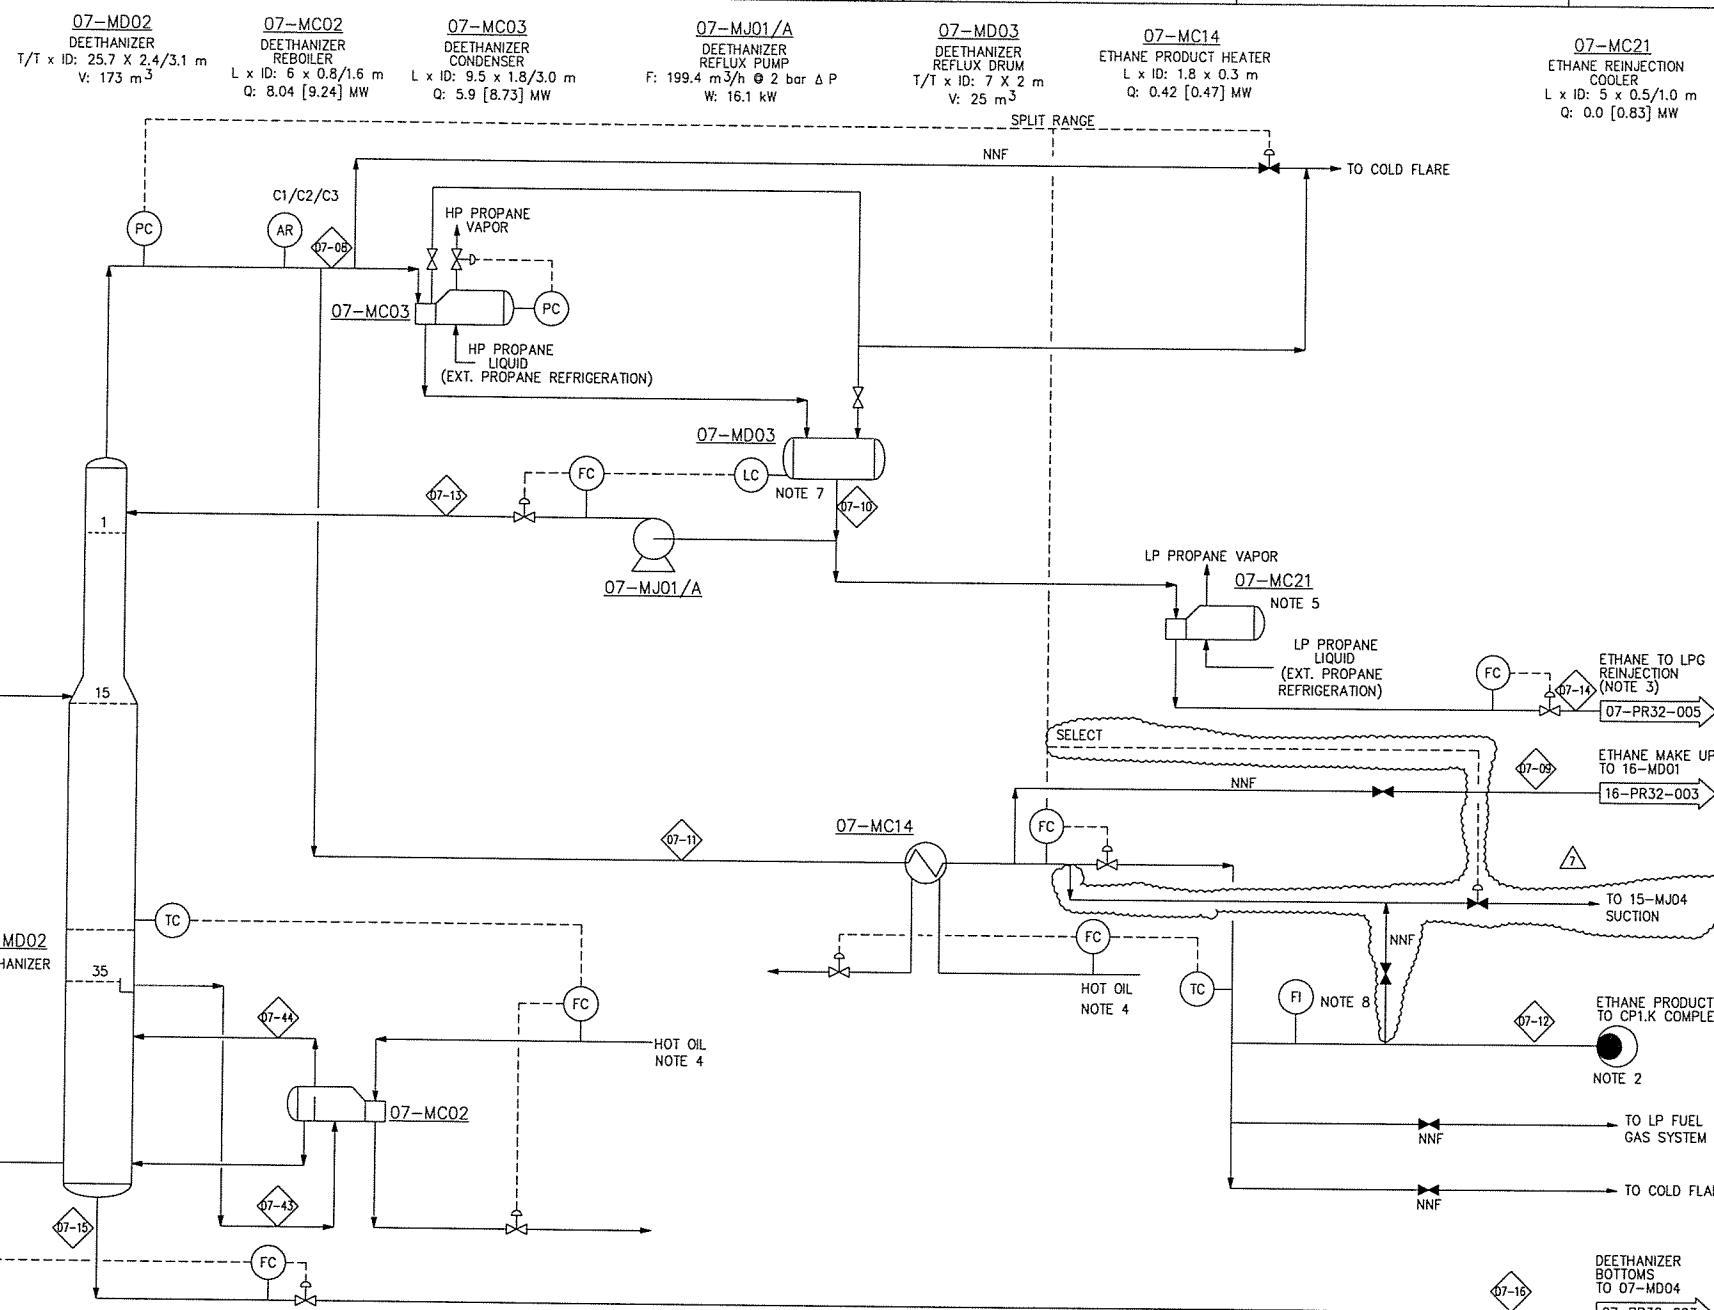 07-MD02
DEETHANIZER
T/T x ID: 25.7 X 2.4/3.1 m
V: 173 m3
07-MC02
DEETHANIZER
REBOILER
L x ID: 6 x 0.8/1.6 m
Q: 8.04 [9.24] MW
07-MC03
DEETHANIZER
CONDENSER
L x ID: 9.5 x 1.8/3.0 m
Q: 5.9 [8.73] MW
07-MJ01/A
DEETHANIZER
REFLUX PUMP
F: 199.4 m3/h @ 2 bar Δ P
W: 16.1 kW
07-MD03
DEETHANIZER
REFLUX DRUM
T/T x ID: 7 X 2 m
V: 25 m3
07-MC14
ETHANE PRODUCT HEATER
L x ID: 1.8 x 0.3 m
Q: 0.42 [0.47] MW
07-MC21
ETHANE REINJECTION
COOLER
L x ID: 5 x 0.5/1.0 m
Q: 0.0 [0.83] MW
SPLIT RANGE
NNF
TO COLD FLARE
C1/C2/C3
PC
AR
07-08
HP PROPANE
VAPOR
07-MC03
PC
HP PROPANE
LIQUID
(EXT. PROPANE REFRIGERATION)
07-MD03
FC
LC
NOTE 7
07-13
07-10
1
07-MJ01/A
LP PROPANE VAPOR
07-MC21
NOTE 5
LP PROPANE
LIQUID
(EXT. PROPANE
REFRIGERATION)
FC
07-14
ETHANE TO LPG
REINJECTION
(NOTE 3)
07-PR32-005
15
SELECT
07-09
ETHANE MAKE UP
TO 16-MD01
16-PR32-003
NNF
07-11
07-MC14
FC
7
TO 15-MJ04
SUCTION
TC
MD02
HANIZER
35
FC
NNF
HOT OIL
NOTE 4
TC
FI
NOTE 8
07-12
ETHANE PRODUCT
TO CP1.K COMPLE
NOTE 2
07-44
FC
HOT OIL
NOTE 4
07-MC02
07-43
07-15
NNF
TO LP FUEL
GAS SYSTEM
NNF
TO COLD FLA
FC
07-16
DEETHANIZER
BOTTOMS
TO 07-MD04